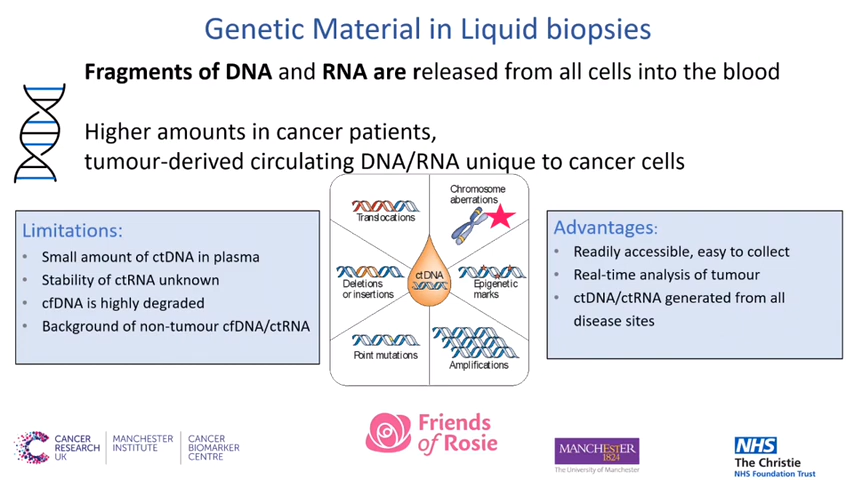 Genetic Material in Liquid biopsies
Fragments of DNA and RNA are released from all cells into the blood
Higher amounts in cancer patients,
tumour-derived circulating DNA/RNA unique to cancer cells
Limitations:
• Small amount of ctDNA in plasma
• Stability of ctRNA unknown
• cfDNA is highly degraded
• Background of non-tumour cfDNA/ctRNA
Translocations
Chromosome
aberrations
Deletions
or insertions
ctDNA
Epigenetic
marks
Point mutations
Amplifications
Advantages:
• Readily accessible, easy to collect
• Real-time analysis of tumour
• ctDNA/ctRNA generated from all
disease sites
CANCER
RESEARCH
UK
MANCHESTER
INSTITUTE
CANCER
BIOMARKER
CENTRE
Friends
of Rosie
MANCHESTER
1824
The University of Manchester
NHS
The Christie
NHS Foundation Trust